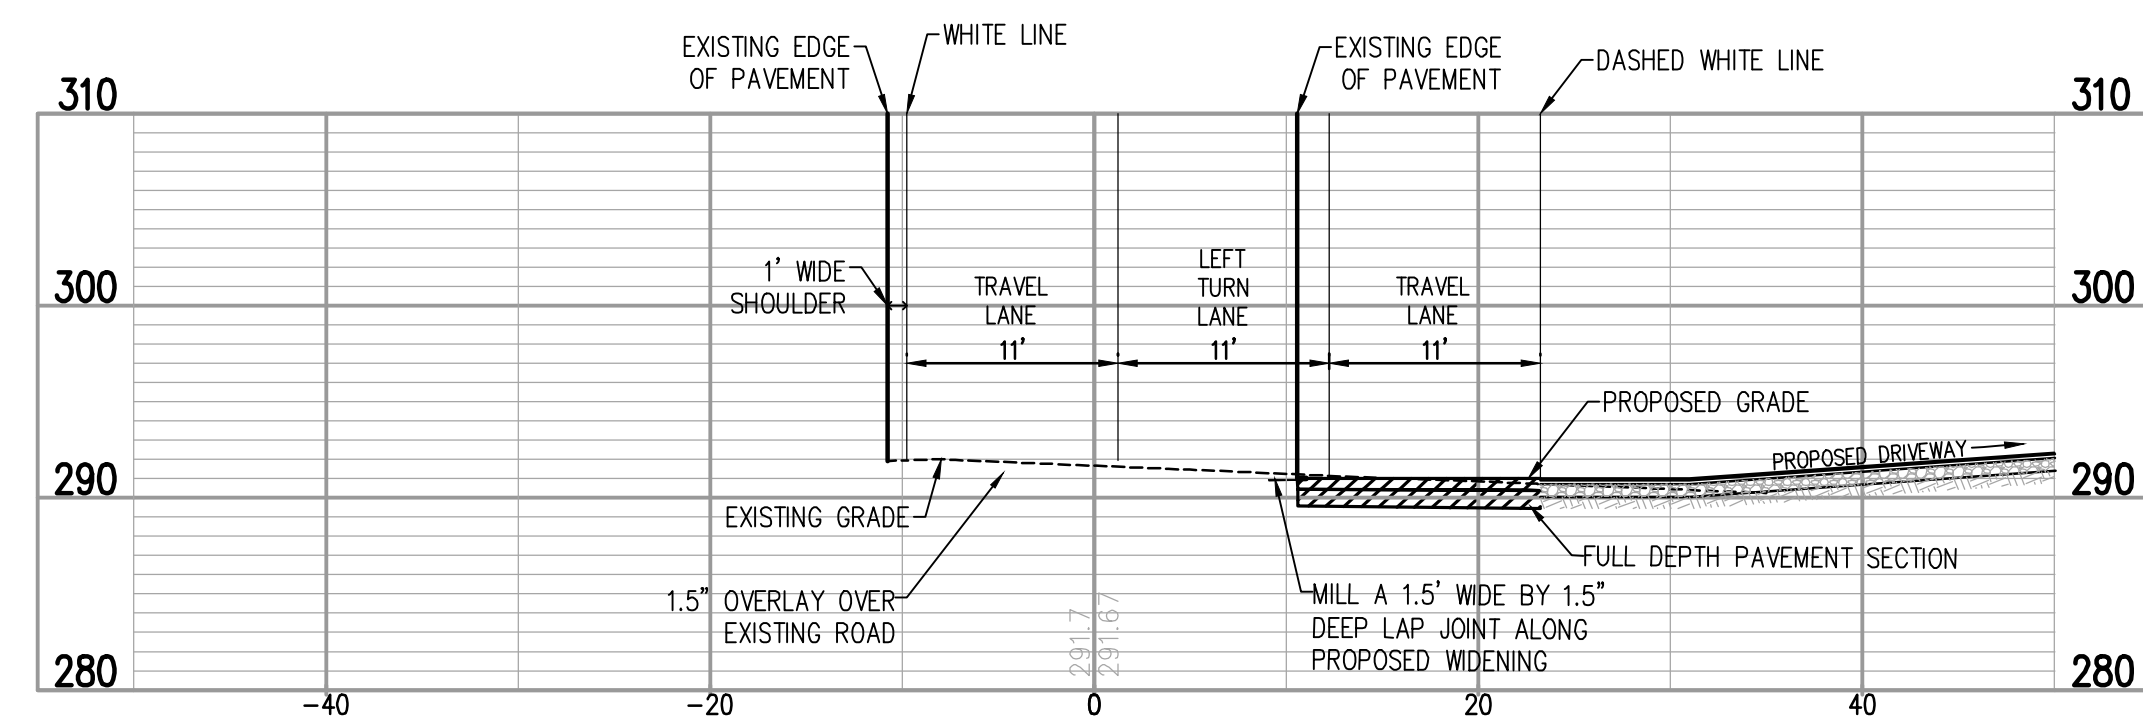 EXISTING EDGE
OF PAVEMENT
WHITE LINE
EXISTING EDGE
OF PAVEMENT
DASHED WHITE LINE
310
310
1' WIDE
SHOULDER
TRAVEL
LANE
11'
LEFT
TURN
LANE
11'
TRAVEL
LANE
11'
300
300
PROPOSED GRADE
PROPOSED DRIVEWAY
290
290
EXISTING GRADE
FULL DEPTH PAVEMENT SECTION
1.5" OVERLAY OVER
EXISTING ROAD
291.7
291.67
MILL A 1.5' WIDE BY 1.5"
DEEP LAP JOINT ALONG
PROPOSED WIDENING
280
280
-40
-20
0
20
40